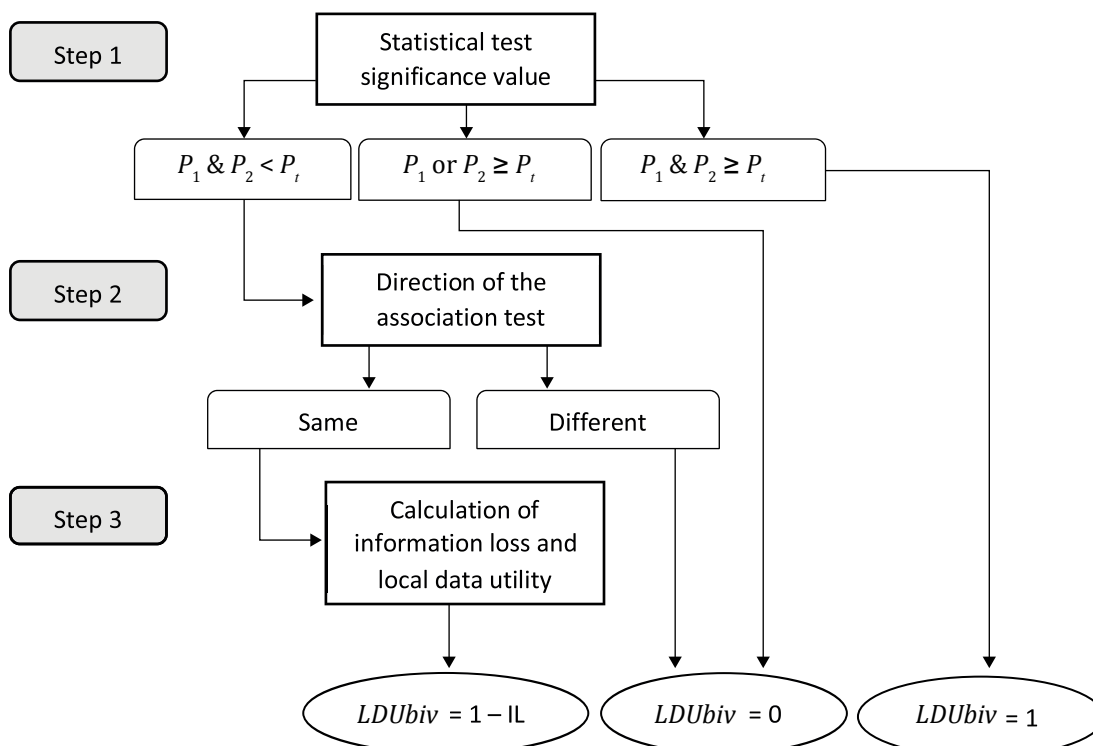 Step 1
Statistical test
significance value
P₁ & P₂ < Pₜ
P₁ or P₂ ≥ Pₜ
P₁ & P₂ ≥ Pₜ
Step 2
Direction of the
association test
Same
Different
Step 3
Calculation of
information loss and
local data utility
LDUbiv = 1 – IL
LDUbiv = 0
LDUbiv = 1